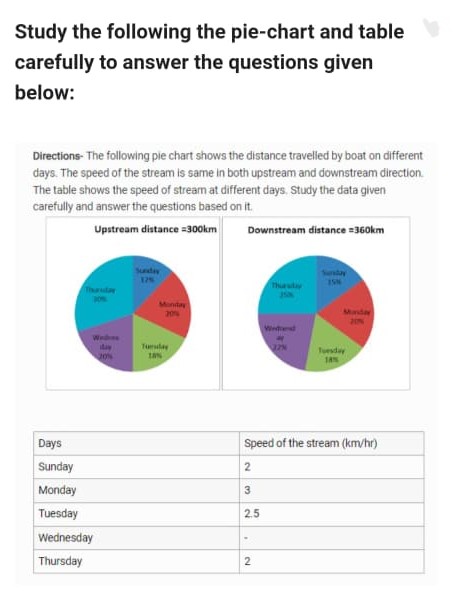 Study the following the pie-chart and table
carefully to answer the questions given
below:
Directions- The following pie chart shows the distance travelled by boat on different
days. The speed of the stream is same in both upstream and downstream direction.
The table shows the speed of stream at different days. Study the data given
carefully and answer the questions based on it.
Upstream distance =300km
Sunday
12%
Monday
20%
Tuesday
18%
Wednes
day
20%
Thursday
30%
Downstream distance =360km
Sunday
15%
Monday
20%
Tuesday
18%
Wednesd
ay
22%
Thursday
25%
Days Speed of the stream (km/hr)
Sunday 2
Monday 3
Tuesday 2.5
Wednesday -
Thursday 2